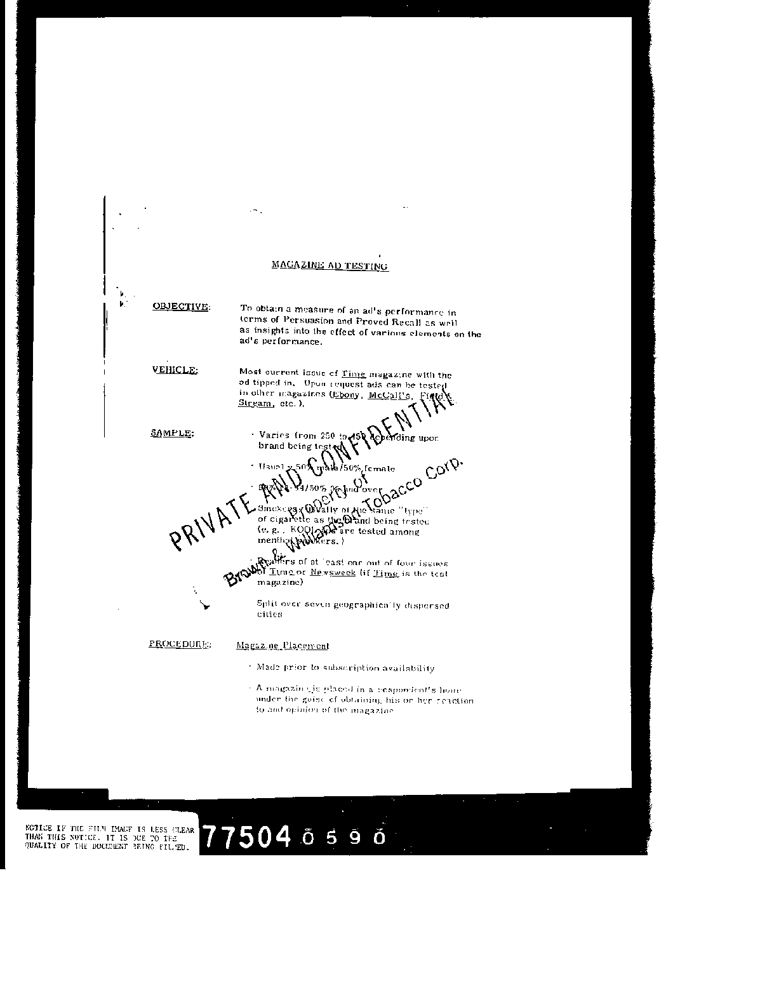 MAGAZINE AD TESTING
OBJECTIVE:
To obtain a measure of an ad's performance in
terms of Persuasion and Proved Recall as well
as insights into the effect of various elements on the
ad's performance.
VEHICLE:
Most current issue of Time magazine with the
ad tipped in. Upon request ads can be tested
in other magazines (Ebony, McCall's, Field &
Stream, etc.).
SAMPLE:
· Varies from 250 to 450 depending upon
brand being tested
· Usually 50% male/50% female
/50% 35 and over
Smokers usually of the same "type"
of cigarette as the brand being tested
(e.g., KOOL are tested among
menthol smokers.)
Readers of at least one out of four issues
of Time or Newsweek (if Time is the test
magazine)
Split over seven geographically dispersed
cities
PRIVATE AND CONFIDENTIAL
Property of
Brown & Williamson Tobacco Corp.
PROCEDURE:
Magazine Placement
· Made prior to subscription availability
· A magazine is placed in a respondent's home
under the guise of obtaining his or her reaction
to and opinion of the magazine
NOTICE IF THE FILM IMAGE IS LESS CLEAR
THAN THIS NOTICE. IT IS DUE TO THE
QUALITY OF THE DOCUMENT BEING FILMED.
77504 0590